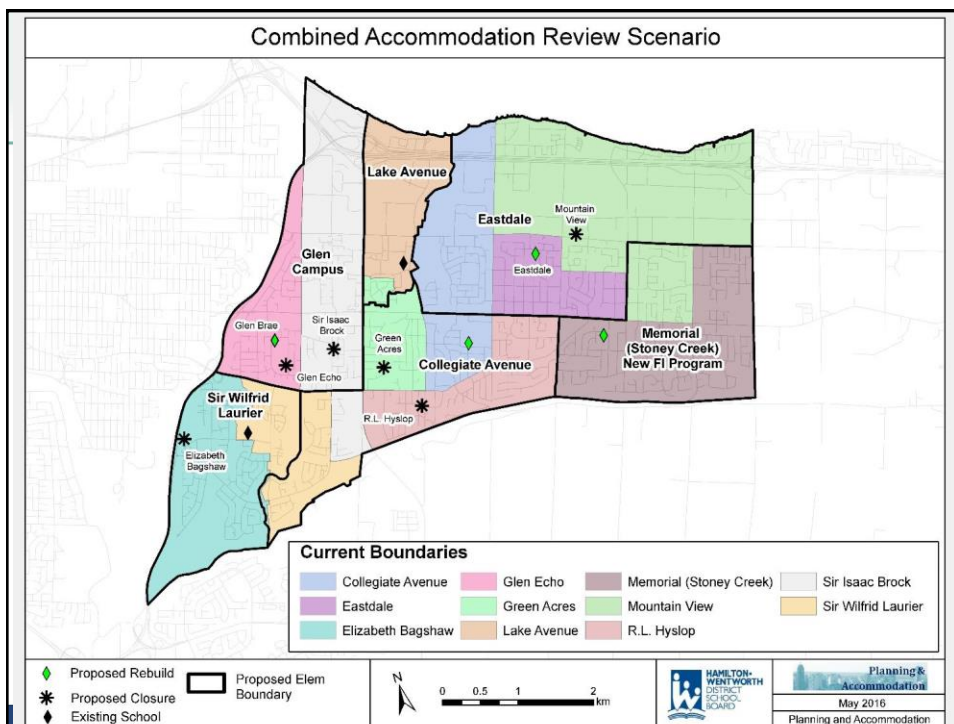 Combined Accommodation Review Scenario
Lake Avenue
Mountain
View
Eastdale
Eastdale
Glen
Campus
Glen Brae
Sir Isaac
Brock
Green
Acres
Glen Echo
Collegiate Avenue
Memorial
(Stoney Creek)
New FI Program
Sir Wilfrid
Laurier
R.L. Hyslop
Elizabeth
Bagshaw
Current Boundaries
Collegiate Avenue
Glen Echo
Memorial (Stoney Creek)
Sir Isaac Brock
Eastdale
Green Acres
Mountain View
Sir Wilfrid Laurier
Elizabeth Bagshaw
Lake Avenue
R.L. Hyslop
Proposed Rebuild
Proposed Closure
Existing School
Proposed Elem
Boundary
N
0 0.5 1 2
km
HAMILTON-
WENTWORTH
DISTRICT
SCHOOL
BOARD
Planning &
Accommodation
May 2016
Planning and Accommodation